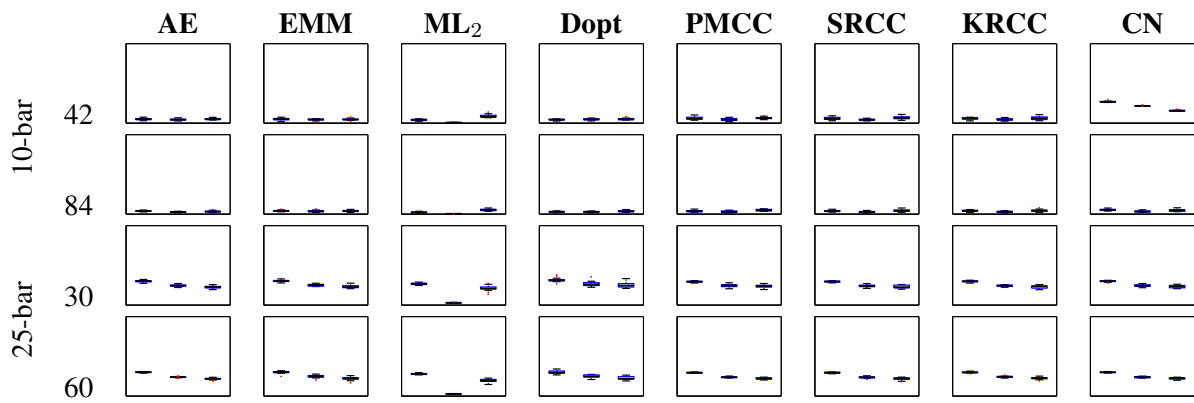 AE EMM ML₂ Dopt PMCC SRCC KRCC CN
10-bar
42
84
25-bar
30
60